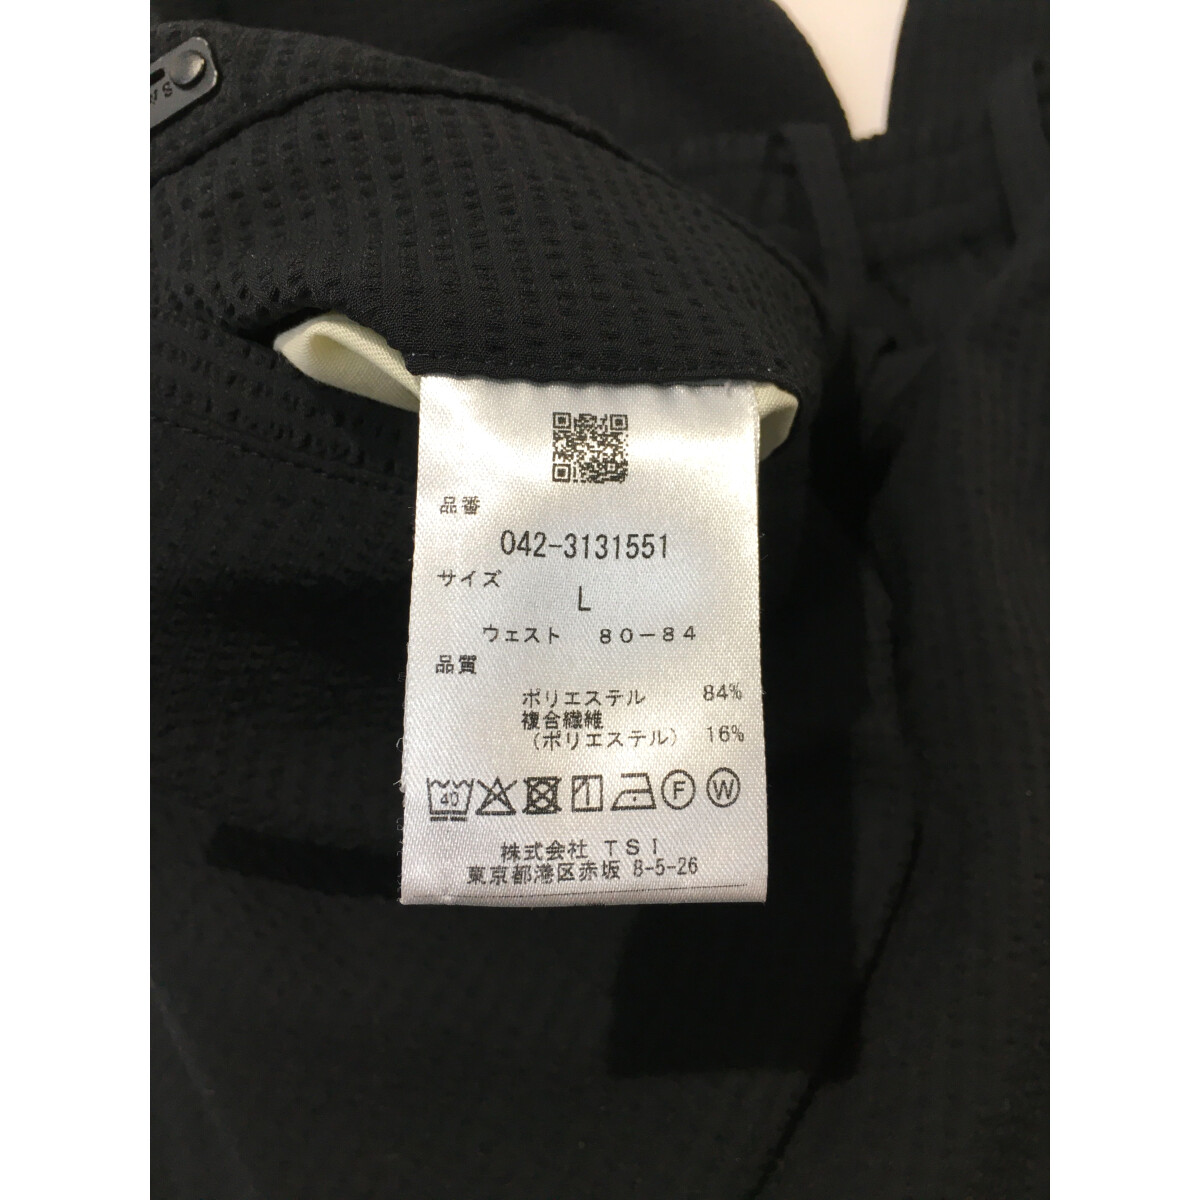 品番
042-3131551
サイズ
L
ウェスト 80-84
品質
ポリエステル 84%
複合繊維
(ポリエステル) 16%
40 F W
株式会社 TSI
東京都港区赤坂 8-5-26